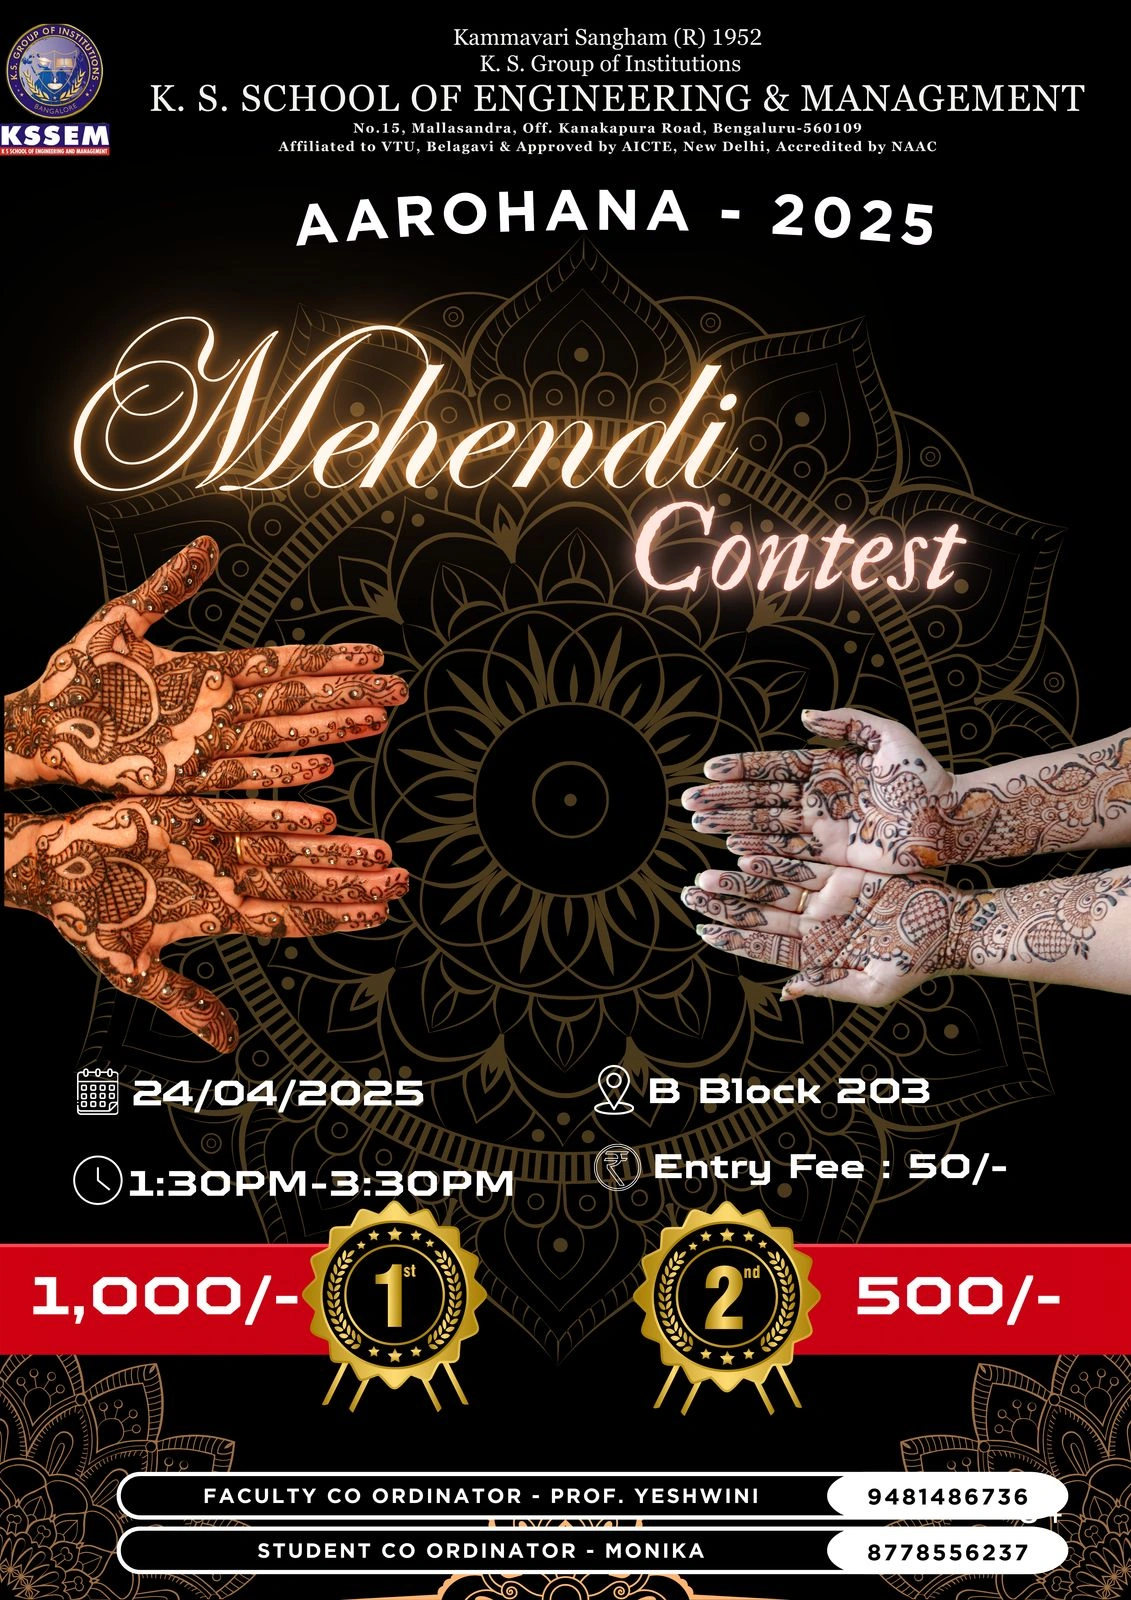 K.S. GROUP OF INSTITUTIONS
BANGALORE
KSSEM
K S SCHOOL OF ENGINEERING AND MANAGEMENT
Kammavari Sangham (R) 1952
K. S. Group of Institutions
K. S. SCHOOL OF ENGINEERING & MANAGEMENT
No.15, Mallasandra, Off. Kanakapura Road, Bengaluru-560109
Affiliated to VTU, Belagavi & Approved by AICTE, New Delhi, Accredited by NAAC
AAROHANA - 2025
Mehendi
Contest
24/04/2025
B Block 203
1:30PM-3:30PM
₹
Entry Fee : 50/-
1,000/-
1st
2nd
500/-
FACULTY CO ORDINATOR - PROF. YESHWINI
9481486736
STUDENT CO ORDINATOR - MONIKA
8778556237